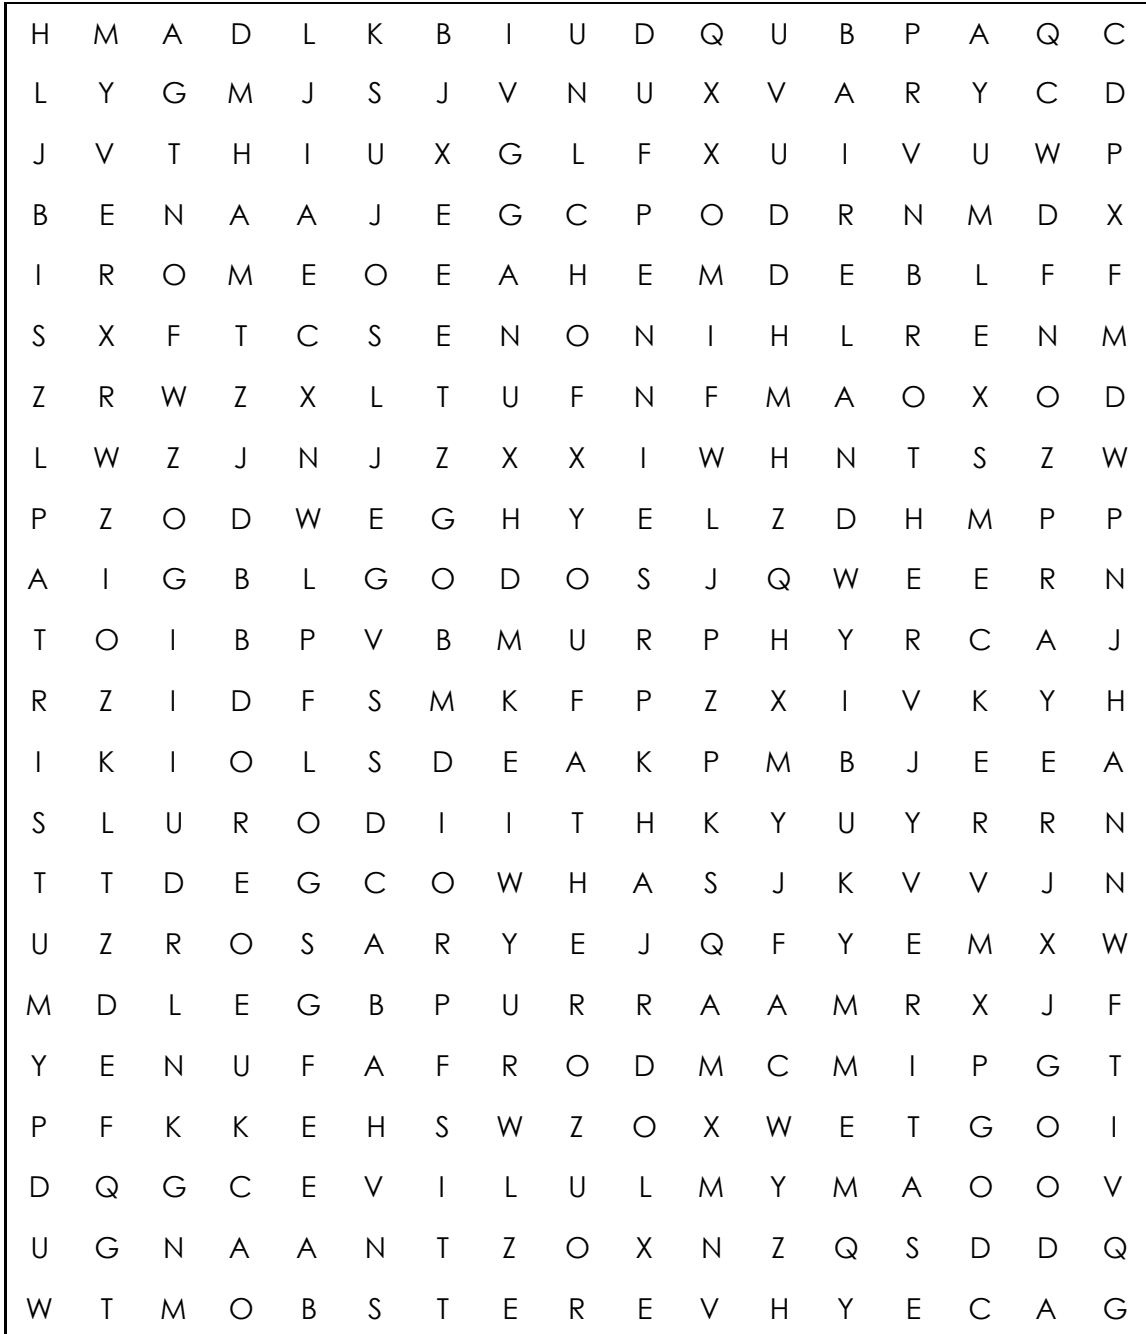 H M A D L K B I U D Q U B P A Q C
L Y G M J S J V N U X V A R Y C D
J V T H I U X G L F X U I V U W P
B E N A A J E G C P O D R N M D X
I R O M E O E A H E M D E B L F F
S X F T C S E N O N I H L R E N M
Z R W Z X L T U F N F M A O X O D
L W Z J N J Z X X I W H N T S Z W
P Z O D W E G H Y E L Z D H M P P
A I G B L G O D O S J Q W E E R N
T O I B P V B M U R P H Y R C A J
R Z I D F S M K F P Z X I V K Y H
I K I O L S D E A K P M B J E E A
S L U R O D I I T H K Y U Y R R N
T T D E G C O W H A S J K V V J N
U Z R O S A R Y E J Q F Y E M X W
M D L E G B P U R R A A M R X J F
Y E N U F A F R O D M C M I P G T
P F K K E H S W Z O X W E T G O I
D Q G C E V I L U L M Y M A O O V
U G N A A N T Z O X N Z Q S D D Q
W T M O B S T E R E V H Y E C A G